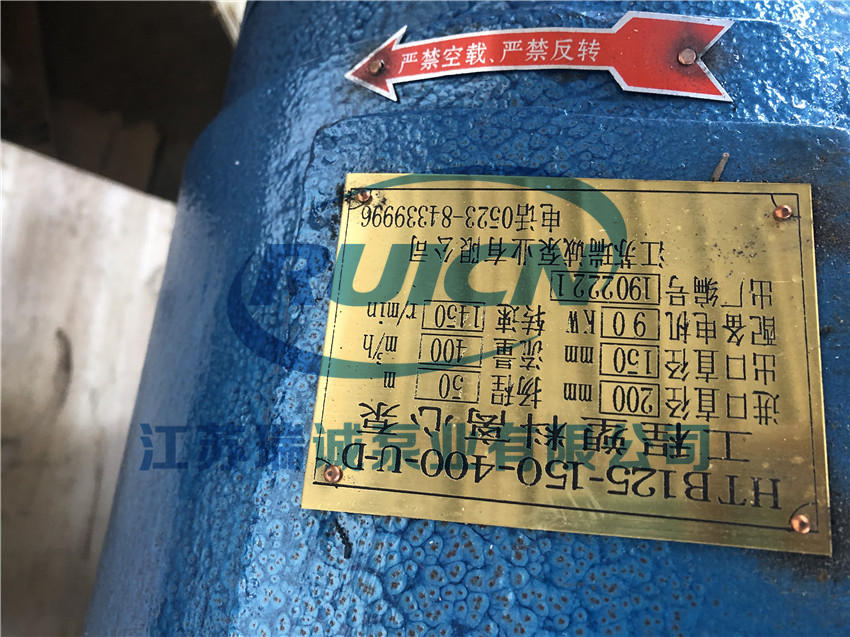 严禁空载、严禁反转
HTB125-150-400 U-D
工程塑料离心泵
进口直径 200 mm 扬程 50 m
出口直径 150 mm 流量 400 m³/h
配备电机 90 KW 转速 1450 r/min
出厂编号 1902221
江苏瑞诚泵业有限公司
电话0523-84339996
RUICN
江苏瑞诚泵业有限公司